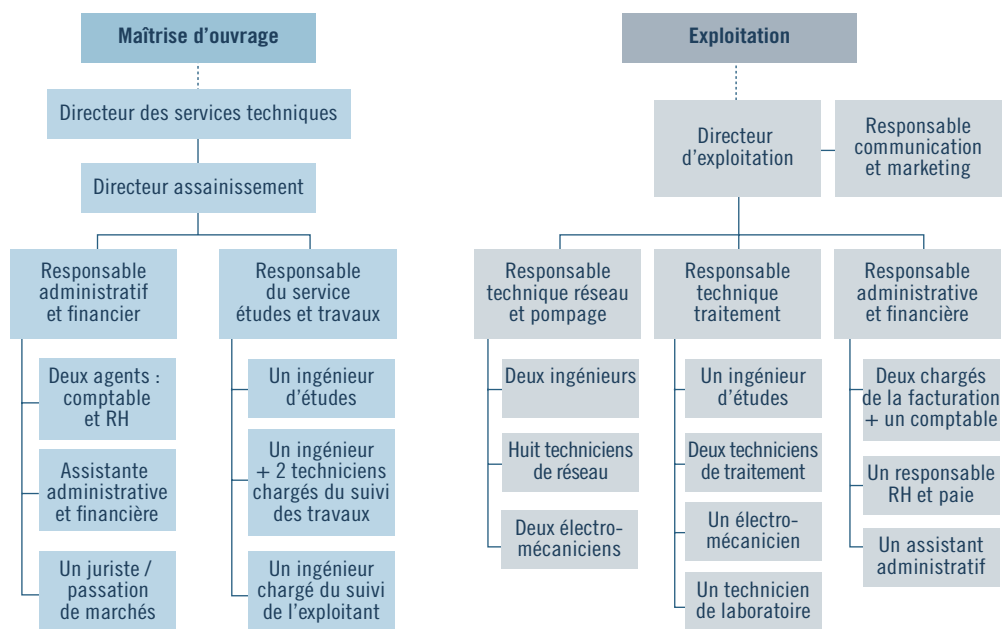 Maîtrise d'ouvrage
Directeur des services techniques
Directeur assainissement
Responsable
administratif
et financier
Deux agents :
comptable
et RH
Assistante
administrative
et financière
Un juriste /
passation
de marchés
Responsable
du service
études et travaux
Un ingénieur
d'études
Un ingénieur
+ 2 techniciens
chargés du suivi
des travaux
Un ingénieur
chargé du suivi
de l'exploitant
Exploitation
Directeur
d'exploitation
Responsable
communication
et marketing
Responsable
technique réseau
et pompage
Deux ingénieurs
Huit techniciens
de réseau
Deux électro-
mécaniciens
Responsable
technique
traitement
Un ingénieur
d'études
Deux techniciens
de traitement
Un électro-
mécanicien
Un technicien
de laboratoire
Responsable
administrative
et financière
Deux chargés
de la facturation
+ un comptable
Un responsable
RH et paie
Un assistant
administratif